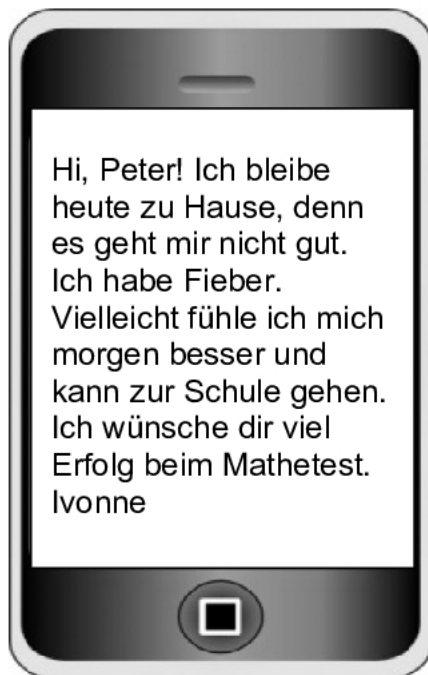 Hi, Peter! Ich bleibe
heute zu Hause, denn
es geht mir nicht gut.
Ich habe Fieber.
Vielleicht fühle ich mich
morgen besser und
kann zur Schule gehen.
Ich wünsche dir viel
Erfolg beim Mathetest.
Ivonne